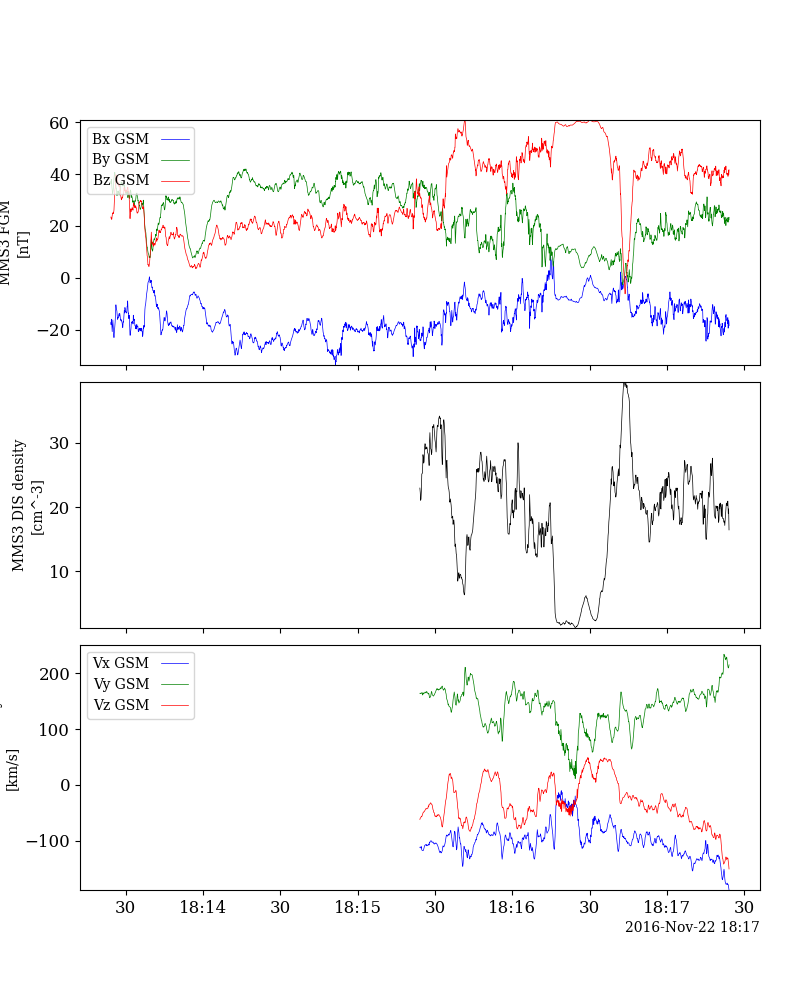 60
40
20
0
−20
MMS3 FGM
[nT]
Bx GSM
By GSM
Bz GSM
30
20
10
MMS3 DIS density
[cm^-3]
200
100
0
−100
[km/s]
Vx GSM
Vy GSM
Vz GSM
30 18:14 30 18:15 30 18:16 30 18:17 30
2016-Nov-22 18:17